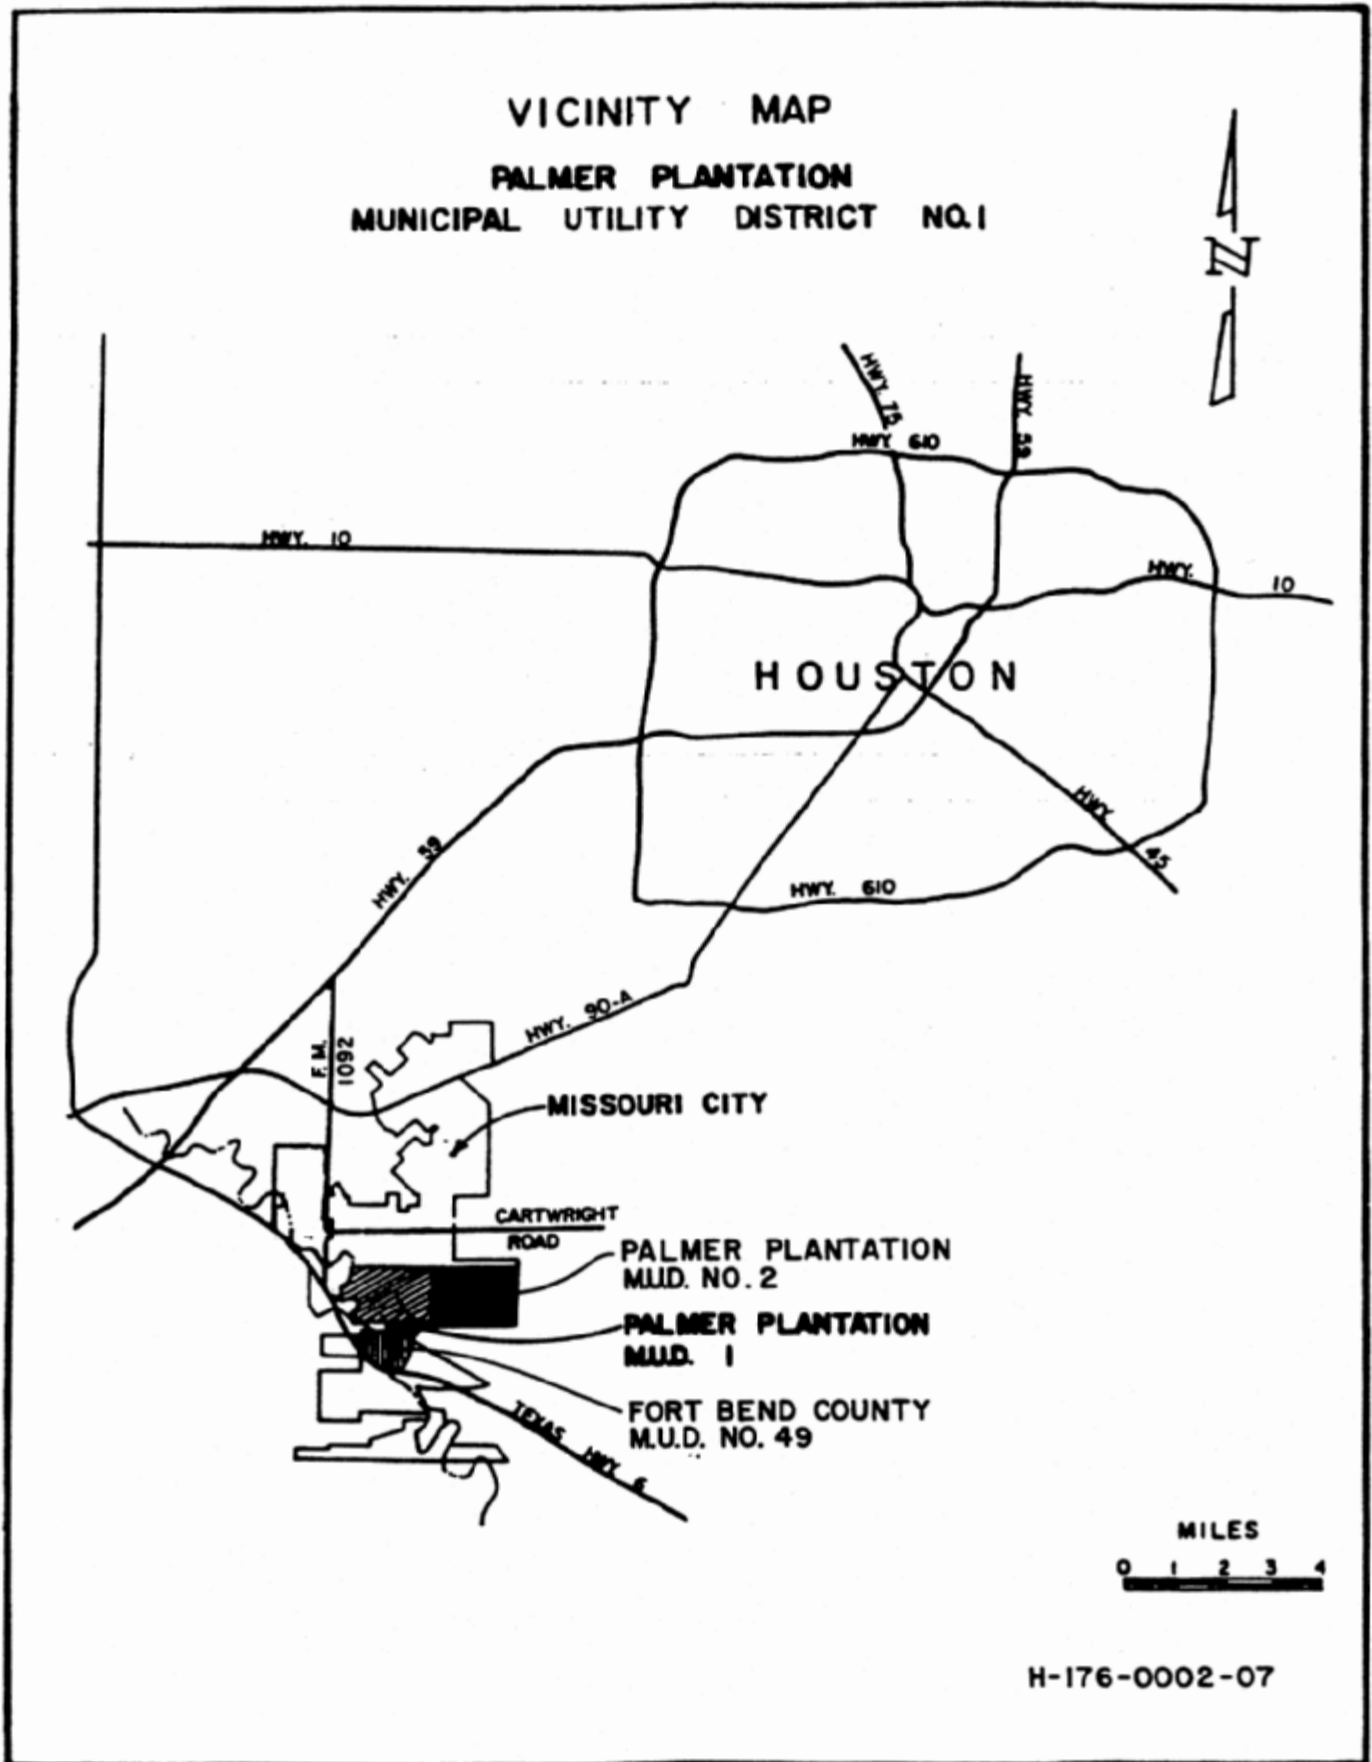 VICINITY MAP
PALMER PLANTATION
MUNICIPAL UTILITY DISTRICT NO. 1
N
HWY. 75
HWY. 59
HWY. 610
HWY. 10
HWY. 10
HOUSTON
HWY. 59
HWY. 45
HWY. 610
HWY. 90-A
F. M.
1092
MISSOURI CITY
CARTWRIGHT
ROAD
PALMER PLANTATION
M.U.D. NO. 2
PALMER PLANTATION
M.U.D. 1
FORT BEND COUNTY
M.U.D. NO. 49
TEXAS HWY. 6
MILES
0 1 2 3 4
H-176-0002-07